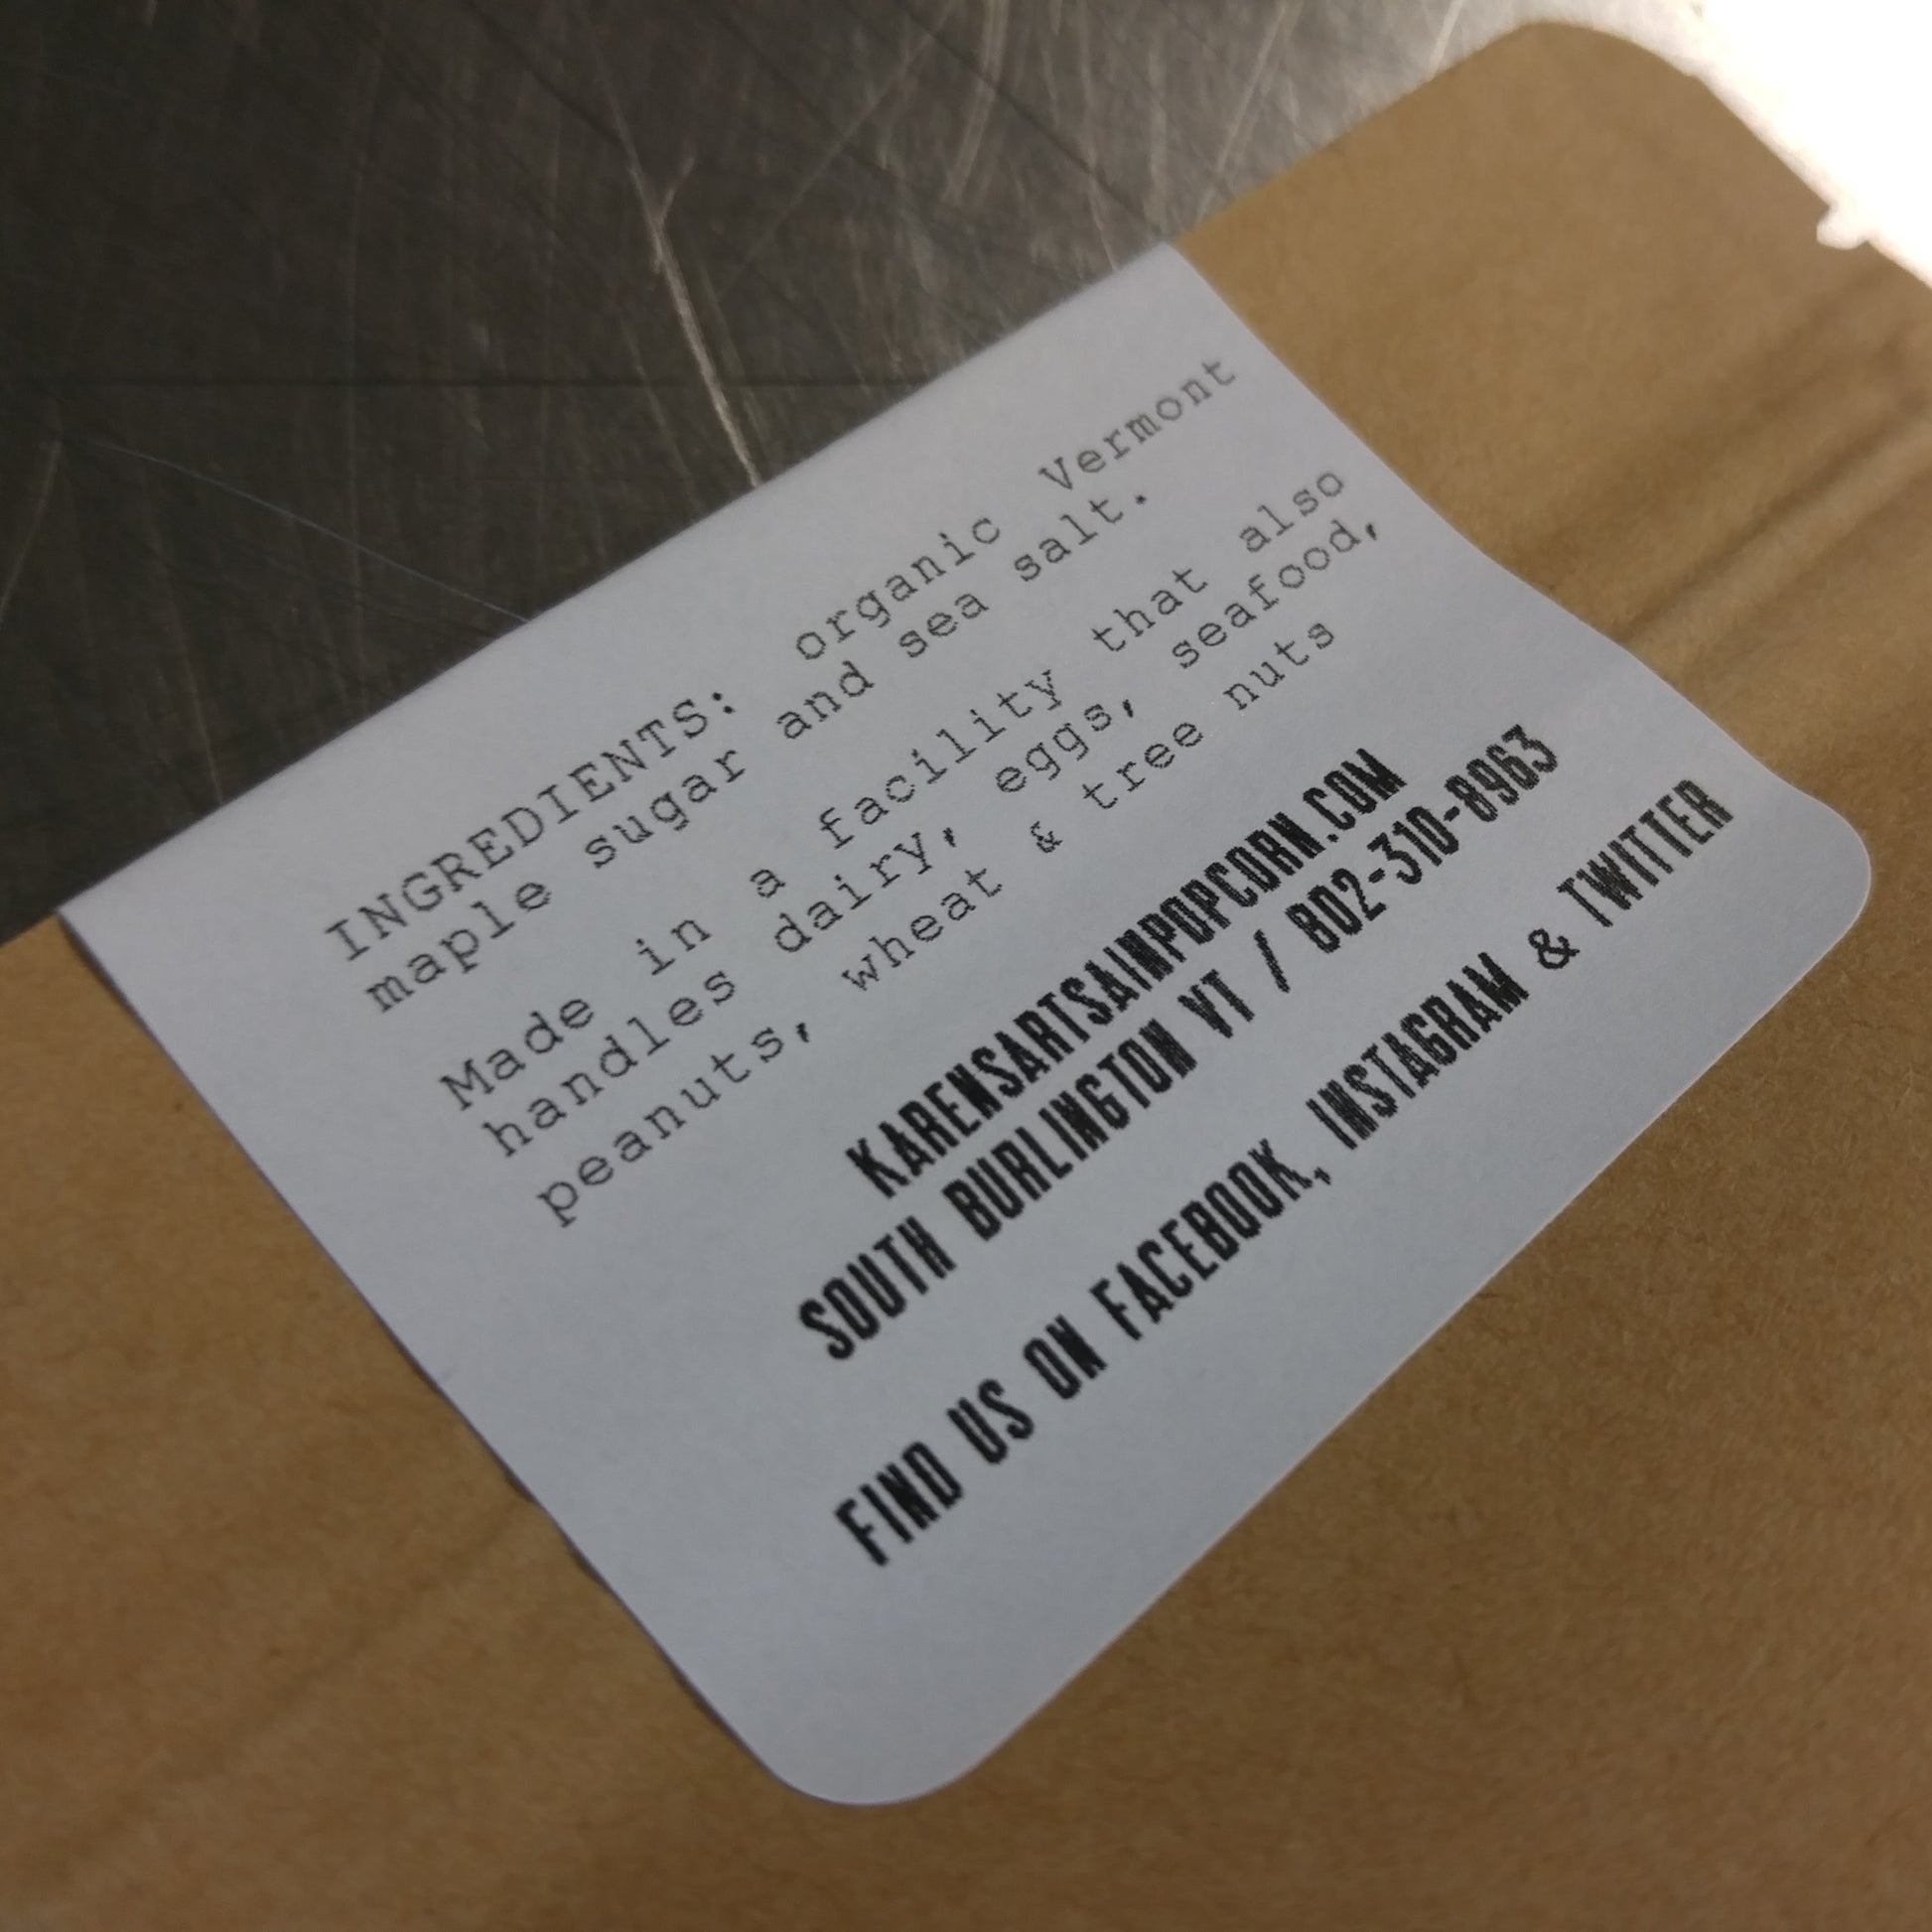 INGREDIENTS: organic Vermont
maple sugar and sea salt.
Made in a facility that also
handles dairy, eggs, seafood,
peanuts, wheat & tree nuts
KARENSARTSAINPOPCORN.COM
SOUTH BURLINGTON VT / 802-310-8963
FIND US ON FACEBOOK, INSTAGRAM & TWITTER